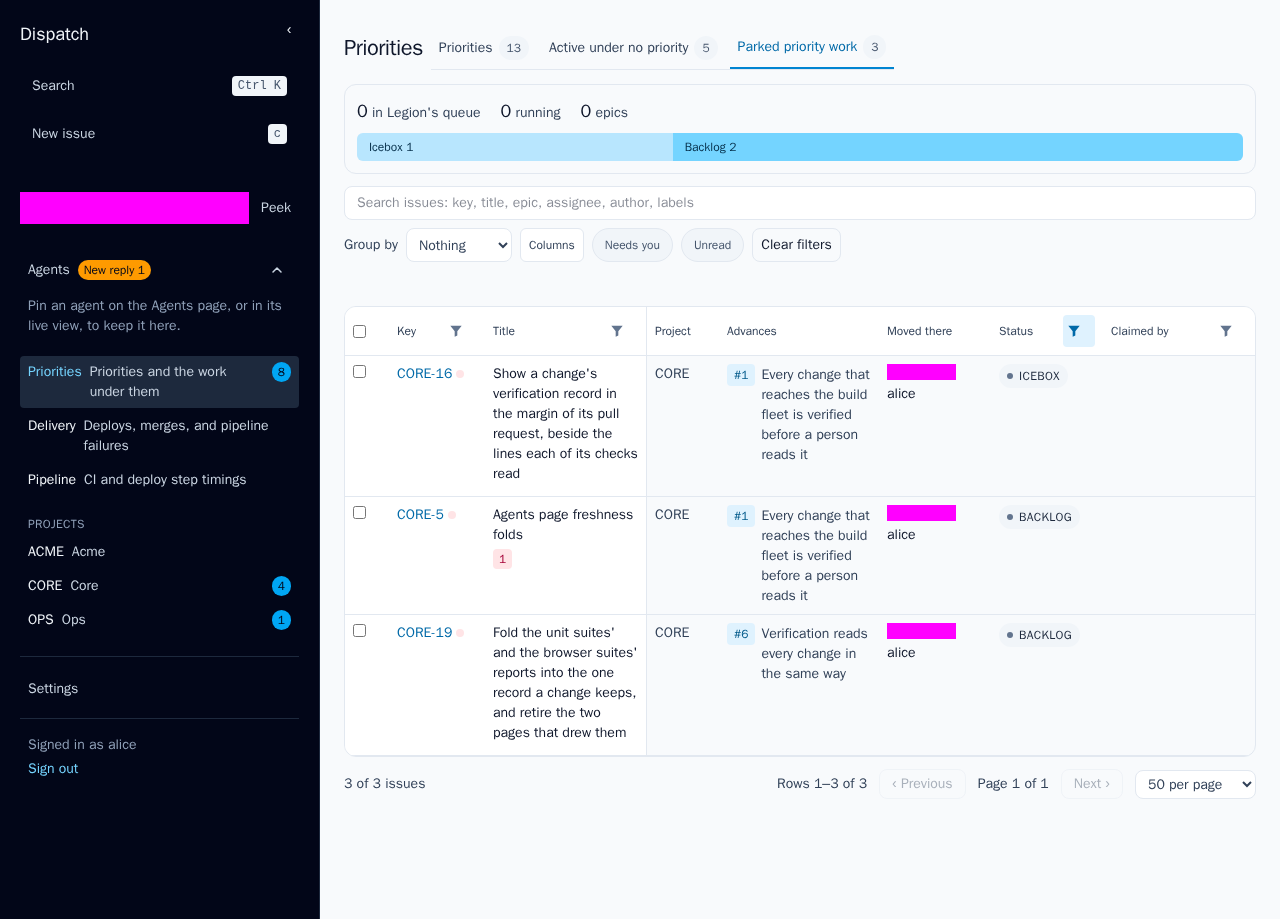 Dispatch
‹
Search
Ctrl K
New issue
C
Peek
Agents
New reply 1
Pin an agent on the Agents page, or in its
live view, to keep it here.
Priorities
Priorities and the work
under them
8
Delivery
Deploys, merges, and pipeline
failures
Pipeline
CI and deploy step timings
PROJECTS
ACME Acme
CORE Core
4
OPS Ops
1
Settings
Signed in as alice
Sign out
Priorities
Priorities 13
Active under no priority 5
Parked priority work 3
0 in Legion's queue
0 running
0 epics
Icebox 1
Backlog 2
Search issues: key, title, epic, assignee, author, labels
Group by
Nothing
Columns
Needs you
Unread
Clear filters
Key
Title
Project
Advances
Moved there
Status
Claimed by
CORE-16
Show a change's
verification record in
the margin of its pull
request, beside the
lines each of its checks
read
CORE
#1
Every change that
reaches the build
fleet is verified
before a person
reads it
alice
ICEBOX
CORE-5
Agents page freshness
folds
1
CORE
#1
Every change that
reaches the build
fleet is verified
before a person
reads it
alice
BACKLOG
CORE-19
Fold the unit suites'
and the browser suites'
reports into the one
record a change keeps,
and retire the two
pages that drew them
CORE
#6
Verification reads
every change in
the same way
alice
BACKLOG
3 of 3 issues
Rows 1–3 of 3
‹ Previous
Page 1 of 1
Next ›
50 per page